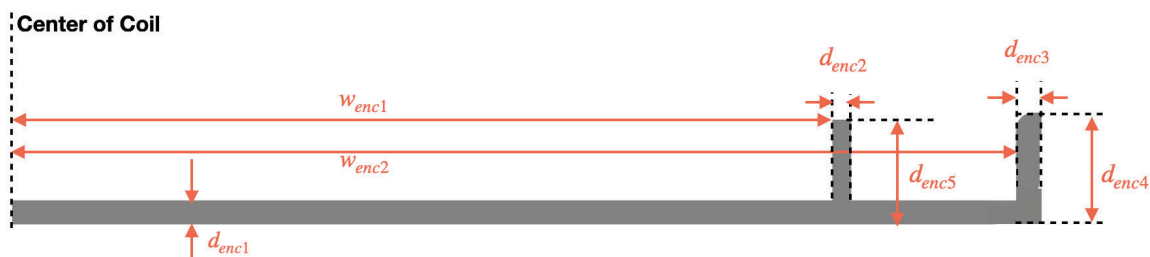 Center of Coil
d_enc3
d_enc2
w_enc1
w_enc2
d_enc5
d_enc4
d_enc1